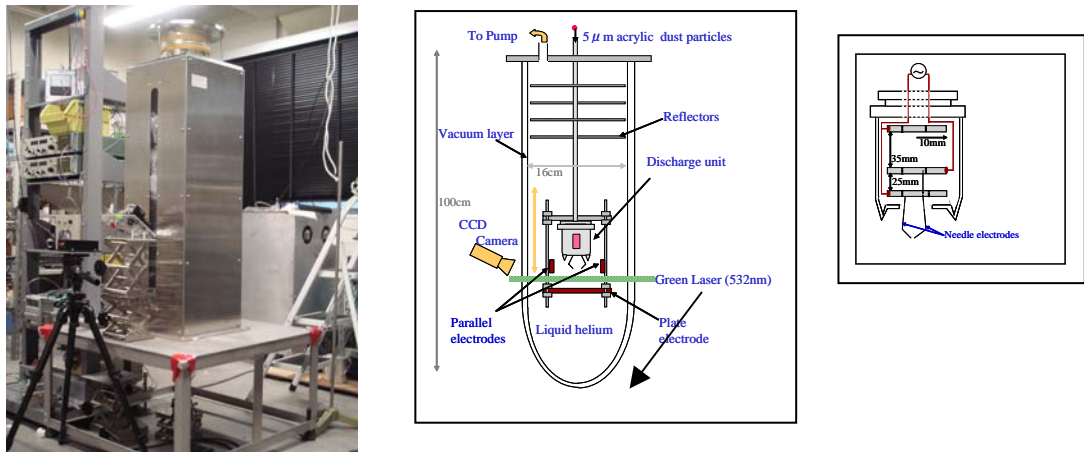 To Pump
5 μ m acrylic dust particles
Vacuum layer
Reflectors
16cm
Discharge unit
100cm
CCD
Camera
Green Laser (532nm)
Parallel
electrodes
Liquid helium
Plate
electrode
10mm
35mm
25mm
Needle electrodes